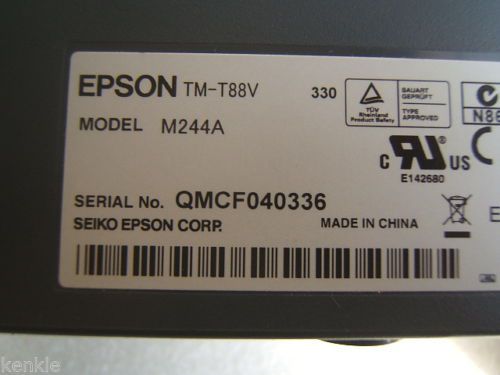 EPSON TM-T88V 330
MODEL M244A
TÜV
Rheinland
Product Safety
BAUART
GEPRÜFT
TYPE
APPROVED
N86
C RU US
E142680
SERIAL No. QMCF040336
SEIKO EPSON CORP. MADE IN CHINA
E
kenkle